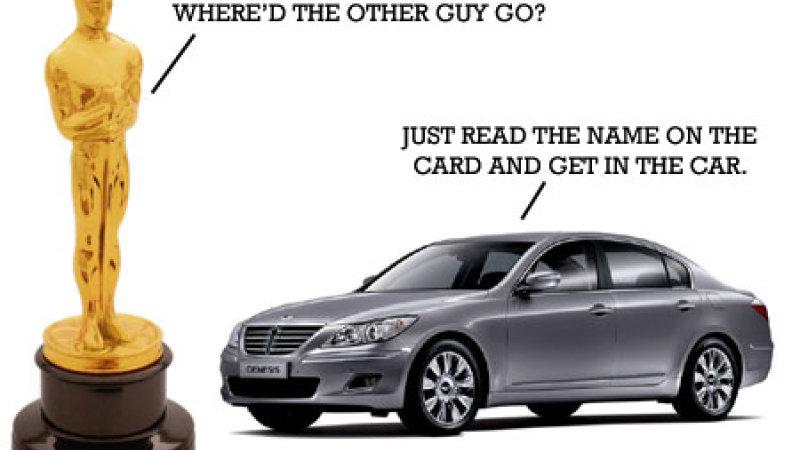 WHERE'D THE OTHER GUY GO?
JUST READ THE NAME ON THE
CARD AND GET IN THE CAR.
GENESIS